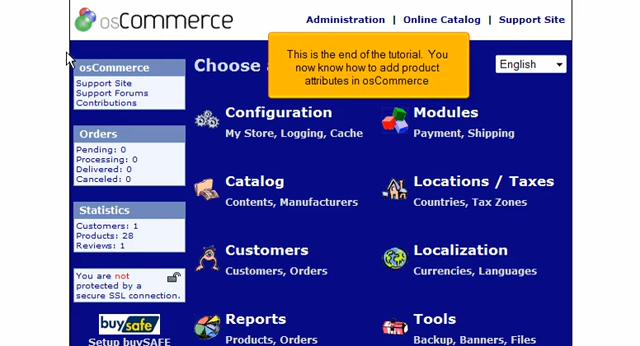 osCommerce
Administration | Online Catalog | Support Site
This is the end of the tutorial. You
now know how to add product
attributes in osCommerce
Choose a
English
osCommerce
Support Site
Support Forums
Contributions
Orders
Pending: 0
Processing: 0
Delivered: 0
Canceled: 0
Statistics
Customers: 1
Products: 28
Reviews: 1
You are not
protected by a
secure SSL connection.
buySAFE
Setup buySAFE
Configuration
My Store, Logging, Cache
Modules
Payment, Shipping
Catalog
Contents, Manufacturers
Locations / Taxes
Countries, Tax Zones
Customers
Customers, Orders
Localization
Currencies, Languages
Reports
Products, Orders
Tools
Backup, Banners, Files